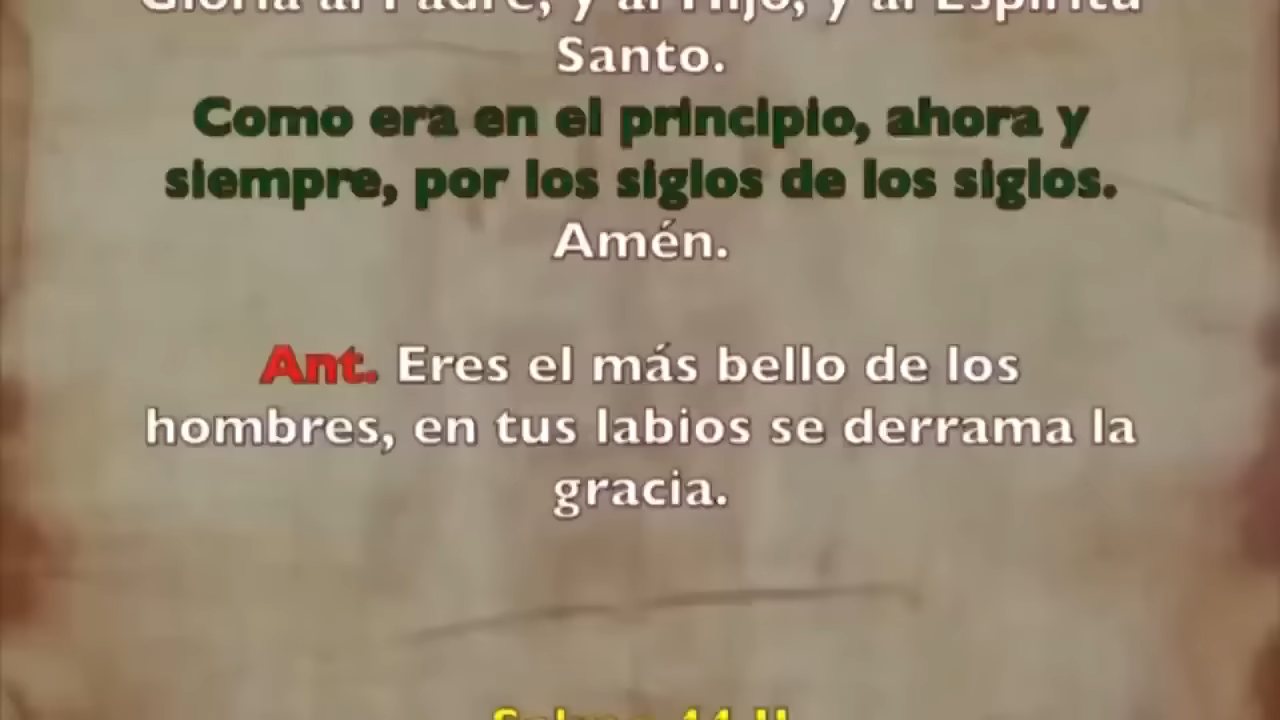 Gloria al Padre, y al Hijo, y al Espíritu
Santo.
Como era en el principio, ahora y
siempre, por los siglos de los siglos.
Amén.
Ant. Eres el más bello de los
hombres, en tus labios se derrama la
gracia.
Salmo 44 II